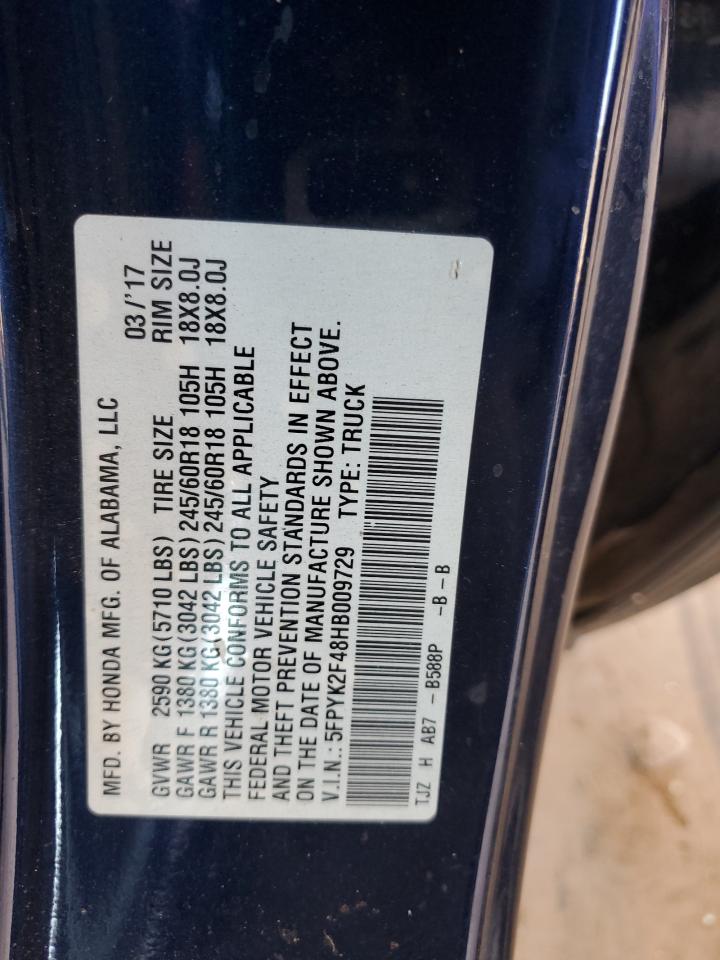 MFD. BY HONDA MFG. OF ALABAMA, LLC 03/'17
GVWR 2590 KG(5710 LBS) TIRE SIZE RIM SIZE
GAWR F 1380 KG(3042 LBS) 245/60R18 105H 18X8.0J
GAWR R 1380 KG(3042 LBS) 245/60R18 105H 18X8.0J
THIS VEHICLE CONFORMS TO ALL APPLICABLE
FEDERAL MOTOR VEHICLE SAFETY
AND THEFT PREVENTION STANDARDS IN EFFECT
ON THE DATE OF MANUFACTURE SHOWN ABOVE.
V.I.N.: 5FPYK2F48HB009729 TYPE: TRUCK
TJZ H AB7 - B588P -B-B